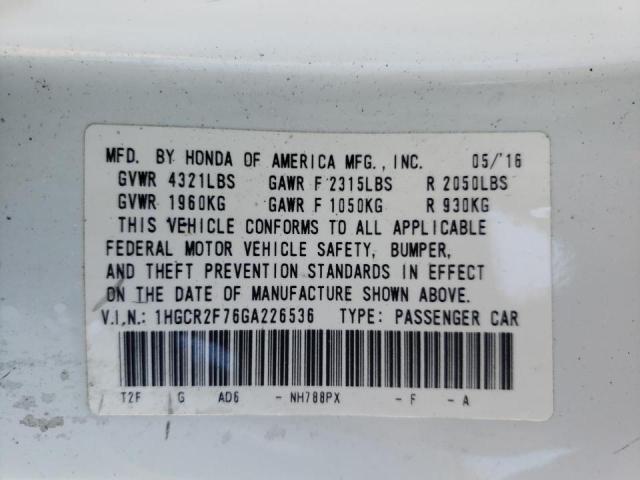 MFD. BY HONDA OF AMERICA MFG., INC. 05/'16
GVWR 4321LBS GAWR F 2315LBS R 2050LBS
GVWR 1960KG GAWR F 1050KG R 930KG
THIS VEHICLE CONFORMS TO ALL APPLICABLE
FEDERAL MOTOR VEHICLE SAFETY, BUMPER,
AND THEFT PREVENTION STANDARDS IN EFFECT
ON THE DATE OF MANUFACTURE SHOWN ABOVE.
V.I.N.: 1HGCR2F76GA226536 TYPE: PASSENGER CAR
T2F G AD6 - NH788PX - F - A